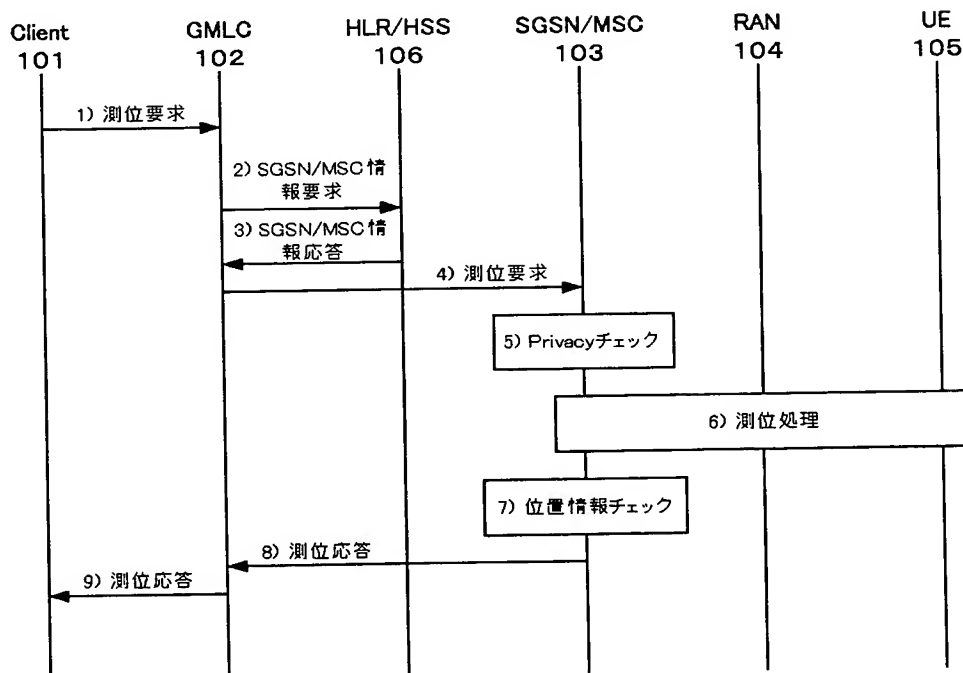 Client
101
GMLC
102
HLR/HSS
106
SGSN/MSC
103
RAN
104
UE
105
1) 測位要求
2) SGSN/MSC情
報要求
3) SGSN/MSC情
報応答
4) 測位要求
5) Privacyチェック
6) 測位処理
7) 位置情報チェック
8) 測位応答
9) 測位応答